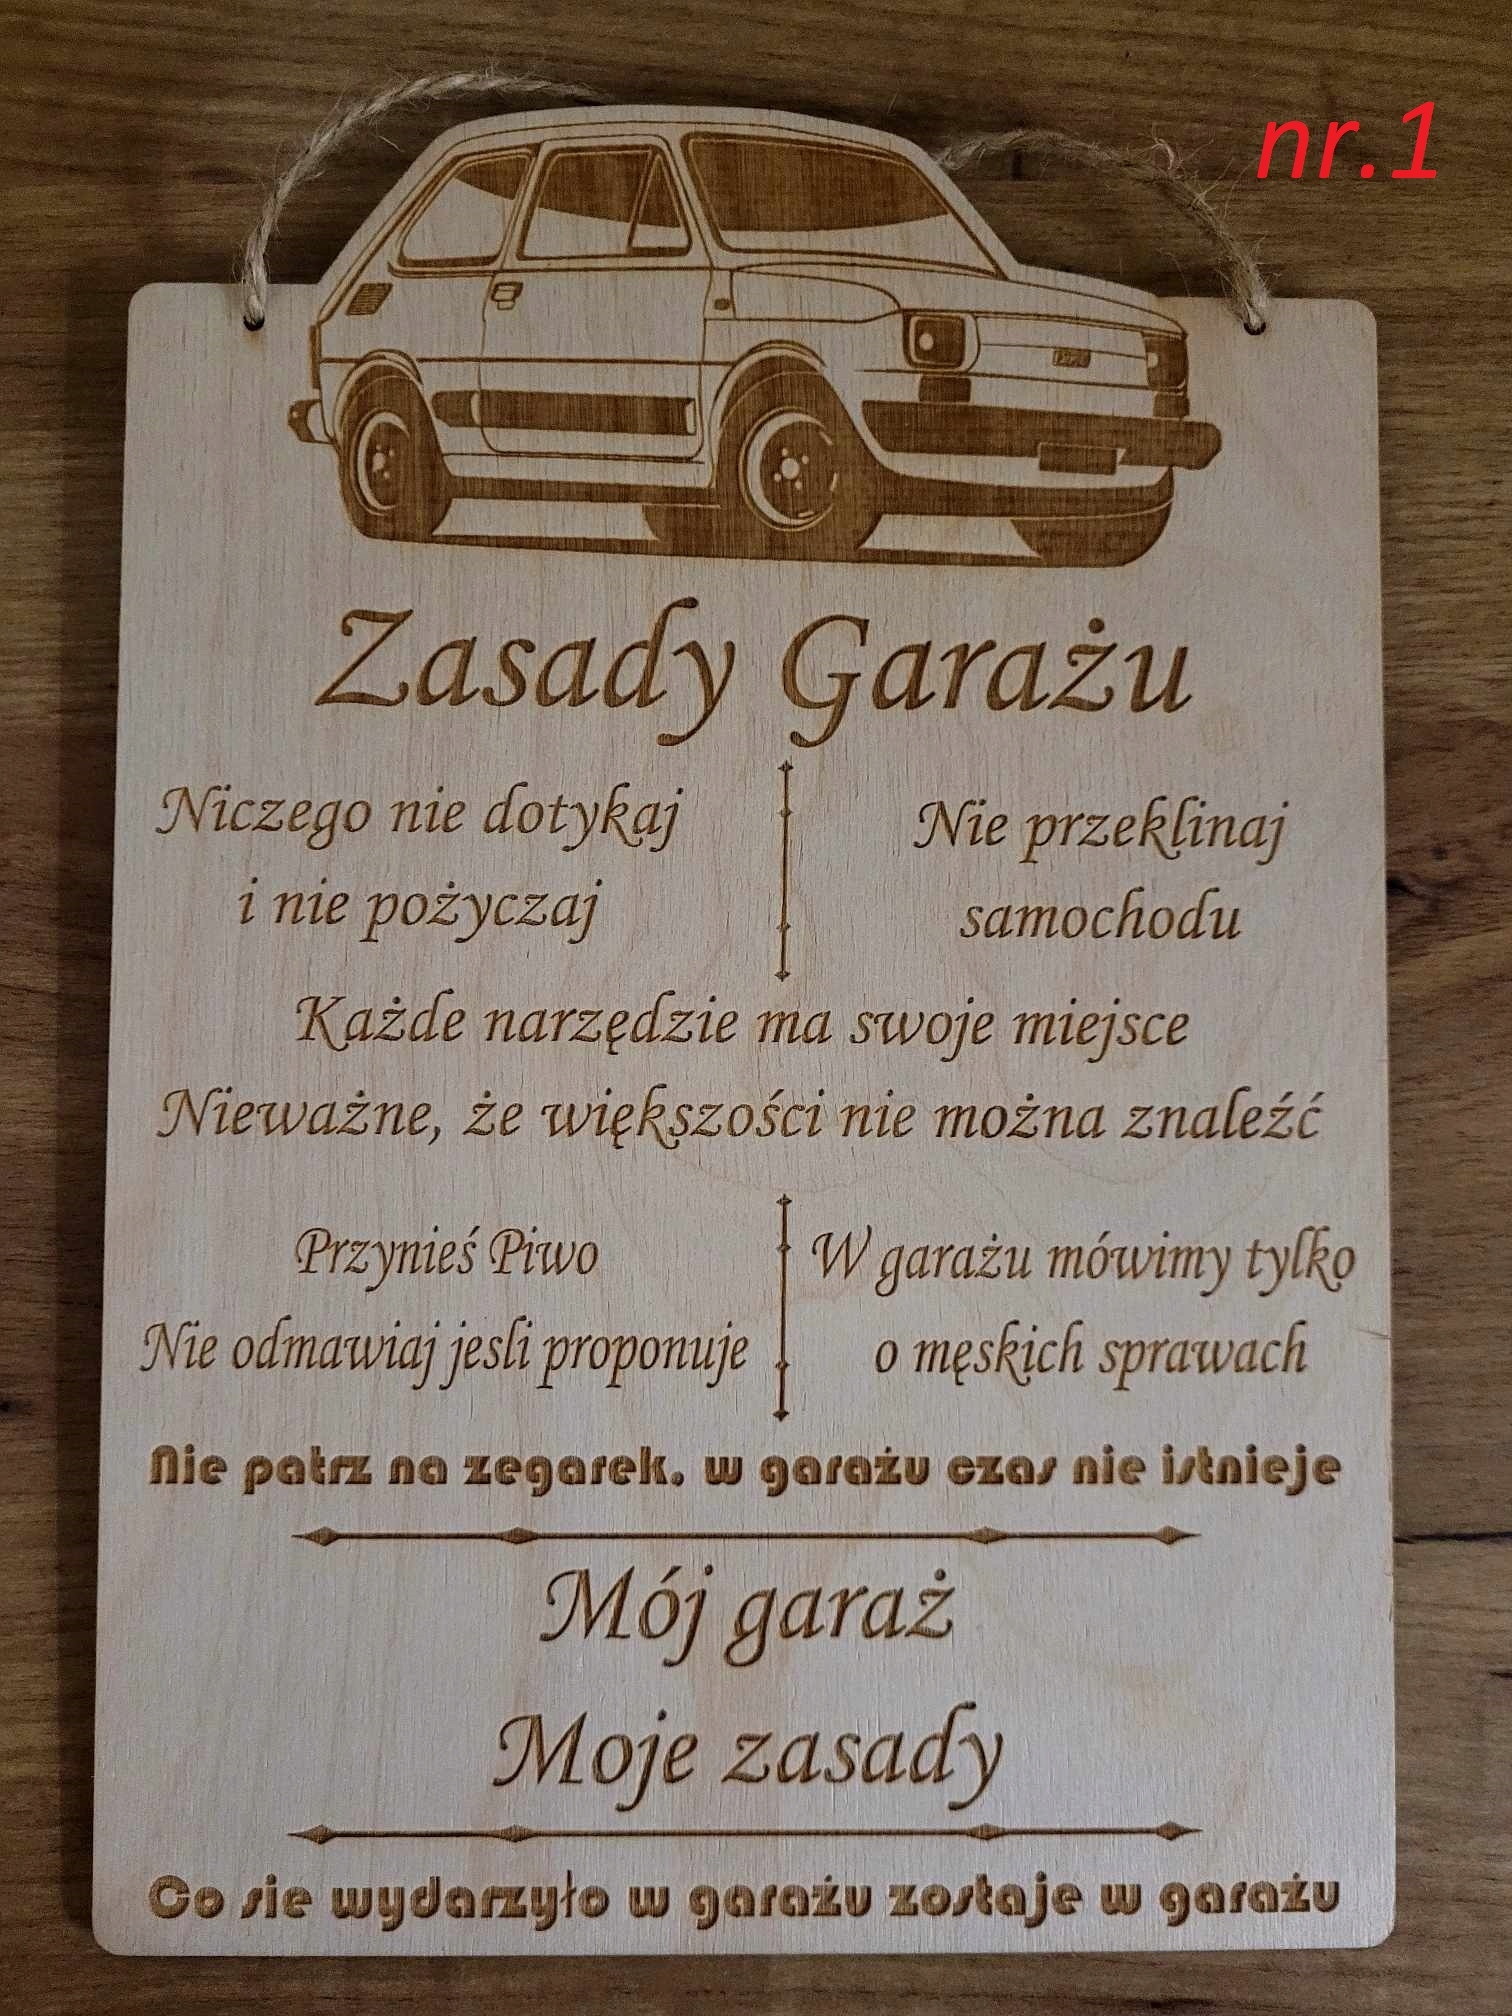 nr.1
Zasady Garażu
Niczego nie dotykaj
i nie pożyczaj
Nie przeklinaj
samochodu
Każde narzędzie ma swoje miejsce
Nieważne, że większości nie można znaleźć
Przynieś Piwo
Nie odmawiaj jesli proponuje
W garażu mówimy tylko
o męskich sprawach
Nie patrz na zegarek. w garażu czas nie istnieje
Mój garaż
Moje zasady
Co sie wydarzyło w garażu zostaje w garażu